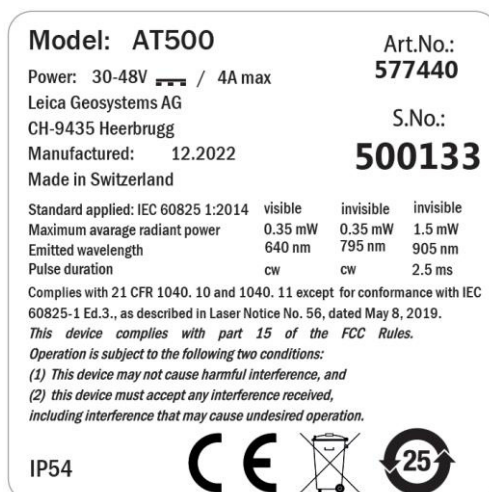 Model: AT500
Art.No.:
577440
Power: 30-48V / 4A max
Leica Geosystems AG
CH-9435 Heerbrugg
S.No.:
500133
Manufactured: 12.2022
Made in Switzerland
Standard applied: IEC 60825 1:2014 visible invisible invisible
Maximum avarage radiant power 0.35 mW 0.35 mW 1.5 mW
Emitted wavelength 640 nm 795 nm 905 nm
Pulse duration cw cw 2.5 ms
Complies with 21 CFR 1040. 10 and 1040. 11 except for conformance with IEC
60825-1 Ed.3., as described in Laser Notice No. 56, dated May 8, 2019.
This device complies with part 15 of the FCC Rules.
Operation is subject to the following two conditions:
(1) This device may not cause harmful interference, and
(2) this device must accept any interference received,
including interference that may cause undesired operation.
IP54 CE 25